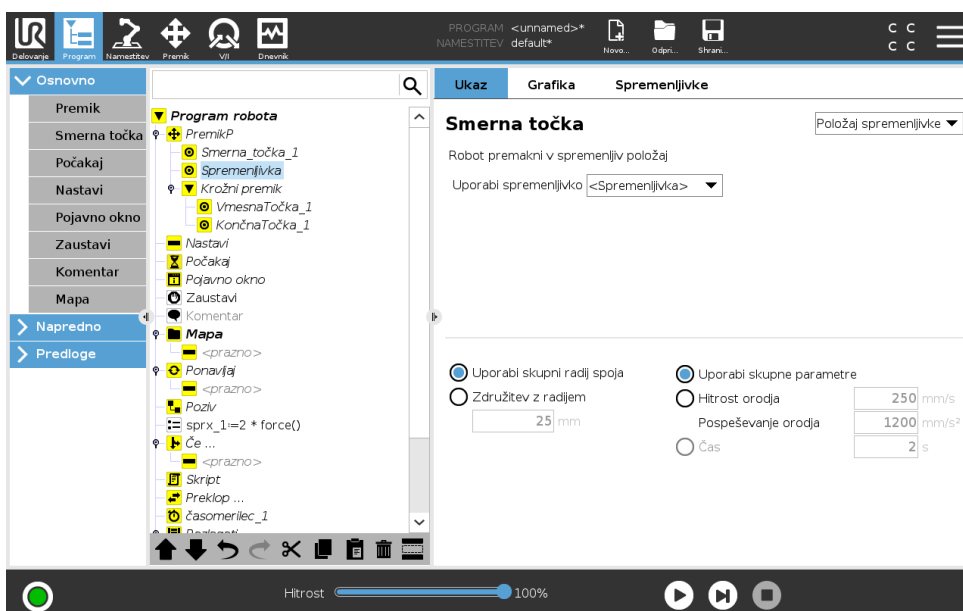 PROGRAM <unnamed>*
NAMESTITEV default*
Delovanje Program Namestitev Premik V/I Dnevnik Novo... Odpri... Shrani...
C C
C C
Osnovno
Premik
Smerna točka
Počakaj
Nastavi
Pojavno okno
Zaustavi
Komentar
Mapa
Napredno
Predloge
Program robota
PremikP
Smerna_točka_1
Spremenljivka
Krožni premik
VmesnaTočka_1
KončnaTočka_1
Nastavi
Počakaj
Pojavno okno
Zaustavi
Komentar
Mapa
<prazno>
Ponavljaj
<prazno>
Poziv
sprx_1:=2 * force()
Če ...
<prazno>
Skript
Preklop ...
časomerilec_1
Ukaz Grafika Spremenljivke
Smerna točka
Položaj spremenljivke
Robot premakni v spremenljiv položaj
Uporabi spremenljivko <Spremenljivka>
Uporabi skupni radij spoja
Združitev z radijem
25 mm
Uporabi skupne parametre
Hitrost orodja 250 mm/s
Pospeševanje orodja 1200 mm/s²
Čas 2 s
Hitrost 100%